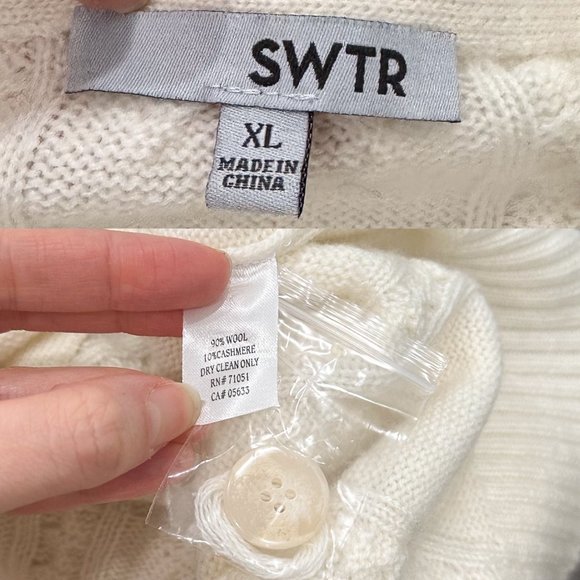 SWTR
XL
MADE IN
CHINA
90% WOOL
10%CASHMERE
DRY CLEAN ONLY
RN# 71051
CA# 05633